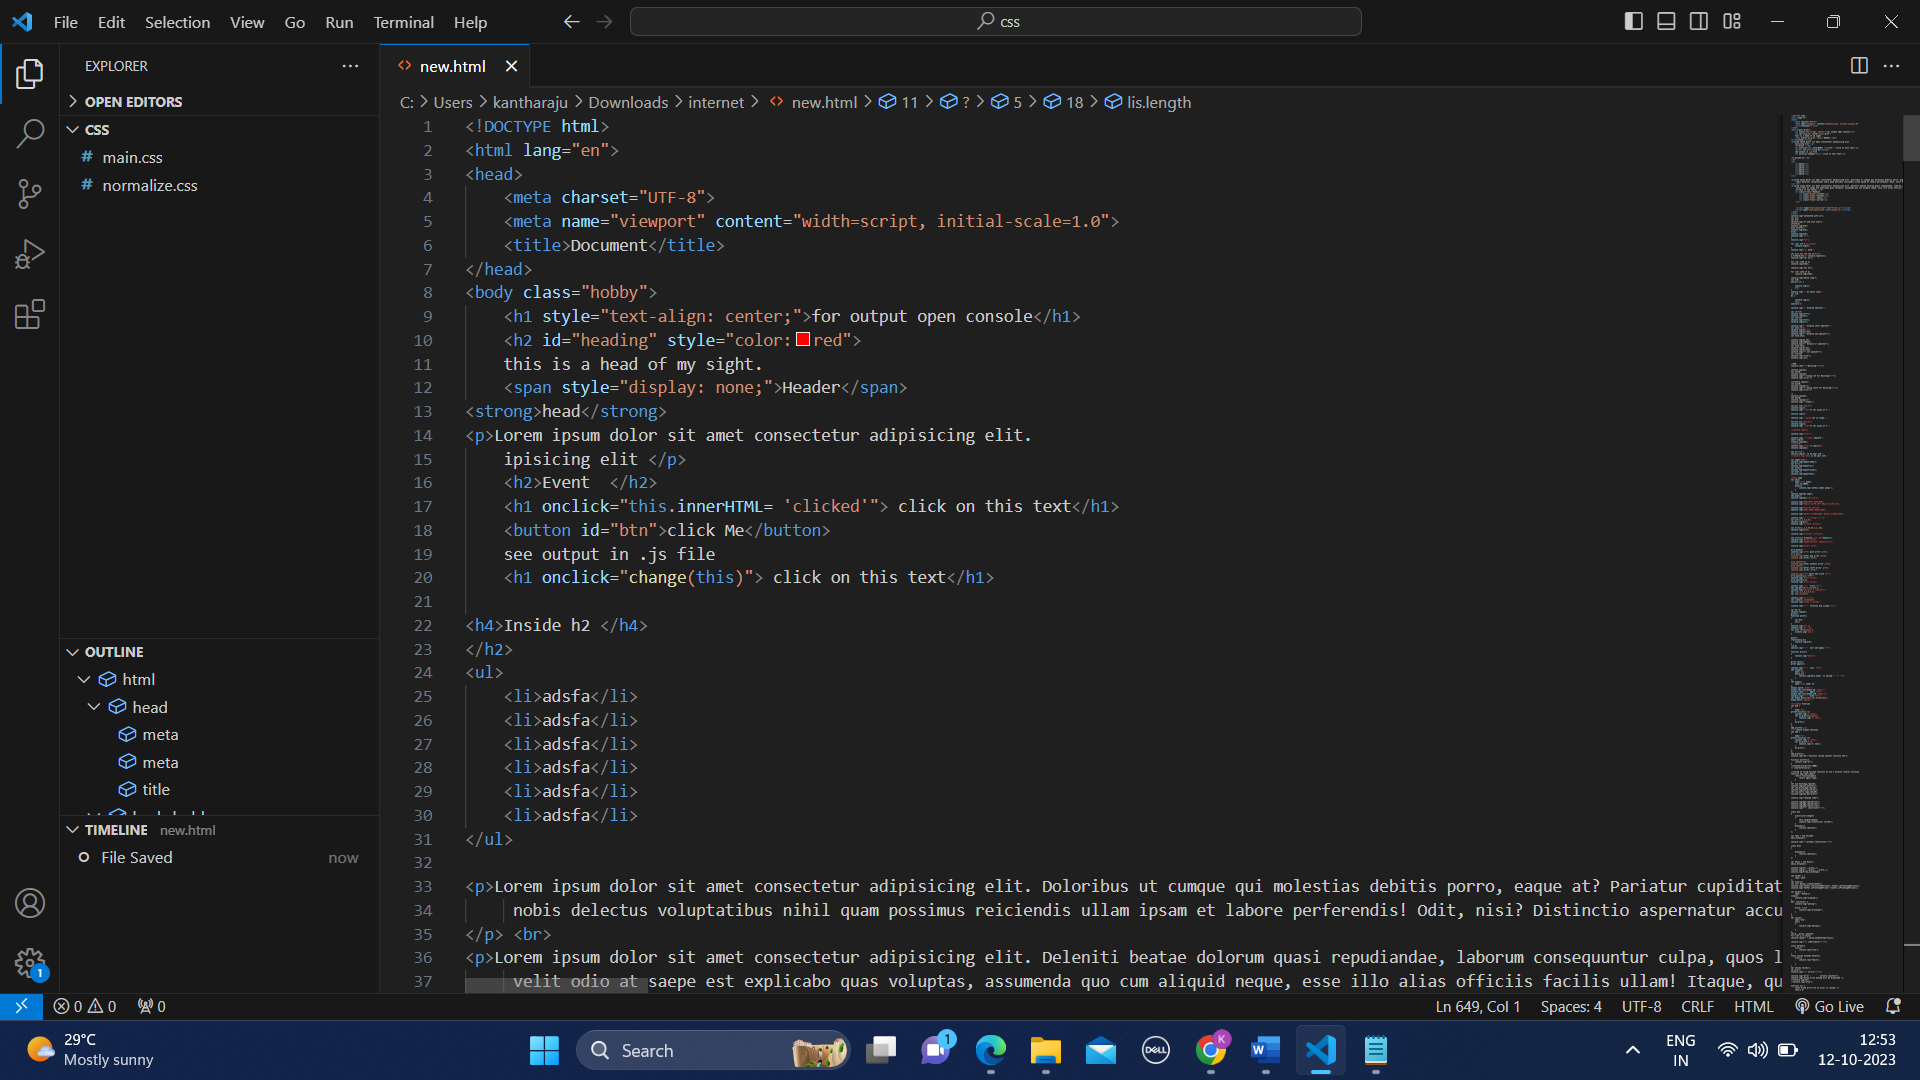 File Edit Selection View Go Run Terminal Help
css
EXPLORER
OPEN EDITORS
CSS
# main.css
# normalize.css
OUTLINE
html
head
meta
meta
title
TIMELINE new.html
File Saved now
1
new.html
C: > Users > kantharaju > Downloads > internet > new.html > 11 > ? > 5 > 18 > lis.length
1 <!DOCTYPE html>
2 <html lang="en">
3 <head>
4 <meta charset="UTF-8">
5 <meta name="viewport" content="width=script, initial-scale=1.0">
6 <title>Document</title>
7 </head>
8 <body class="hobby">
9 <h1 style="text-align: center;">for output open console</h1>
10 <h2 id="heading" style="color:red">
11 this is a head of my sight.
12 <span style="display: none;">Header</span>
13 <strong>head</strong>
14 <p>Lorem ipsum dolor sit amet consectetur adipisicing elit.
15 ipisicing elit </p>
16 <h2>Event  </h2>
17 <h1 onclick="this.innerHTML= 'clicked'"> click on this text</h1>
18 <button id="btn">click Me</button>
19 see output in .js file
20 <h1 onclick="change(this)"> click on this text</h1>
21
22 <h4>Inside h2 </h4>
23 </h2>
24 <ul>
25 <li>adsfa</li>
26 <li>adsfa</li>
27 <li>adsfa</li>
28 <li>adsfa</li>
29 <li>adsfa</li>
30 <li>adsfa</li>
31 </ul>
32
33 <p>Lorem ipsum dolor sit amet consectetur adipisicing elit. Doloribus ut cumque qui molestias debitis porro, eaque at? Pariatur cupiditat
34 nobis delectus voluptatibus nihil quam possimus reiciendis ullam ipsam et labore perferendis! Odit, nisi? Distinctio aspernatur accu
35 </p> <br>
36 <p>Lorem ipsum dolor sit amet consectetur adipisicing elit. Deleniti beatae dolorum quasi repudiandae, laborum consequuntur culpa, quos l
37 velit odio at saepe est explicabo quas voluptas, assumenda quo cum aliquid neque, esse illo alias officiis facilis ullam! Itaque, qu
0 0 0
Ln 649, Col 1 Spaces: 4 UTF-8 CRLF HTML Go Live
29°C
Mostly sunny
Search
1
DELL
K
W
ENG
IN
12:53
12-10-2023